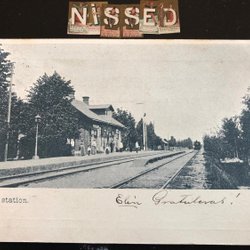 NISSED
station.
Elin Gratuleras!